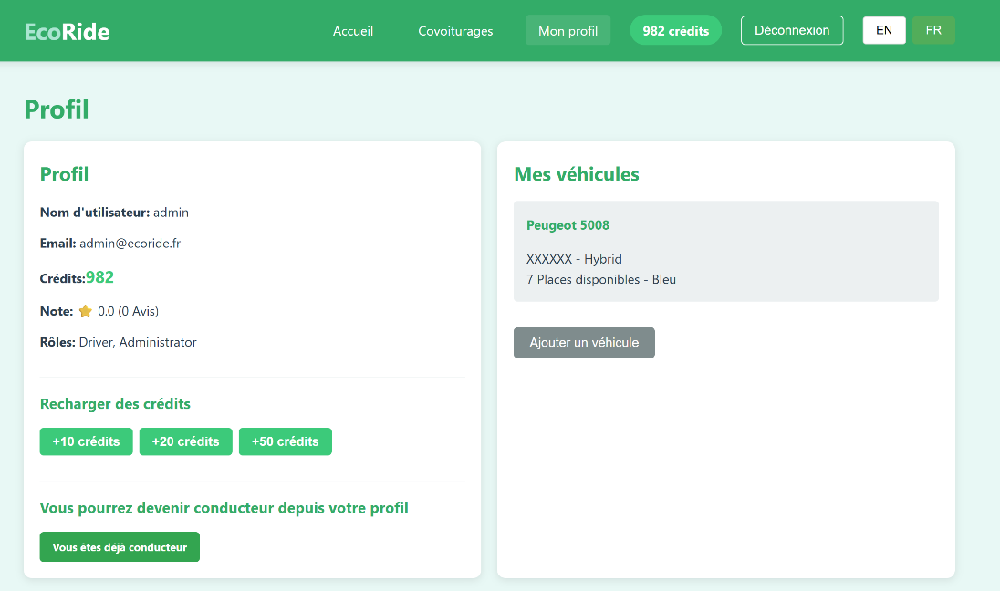 EcoRide
Accueil
Covoiturages
Mon profil
982 crédits
Déconnexion
EN
FR
Profil
Profil
Nom d'utilisateur: admin
Email: admin@ecoride.fr
Crédits:982
Note: ⭐ 0.0 (0 Avis)
Rôles: Driver, Administrator
Recharger des crédits
+10 crédits
+20 crédits
+50 crédits
Vous pourrez devenir conducteur depuis votre profil
Vous êtes déjà conducteur
Mes véhicules
Peugeot 5008
XXXXXX - Hybrid
7 Places disponibles - Bleu
Ajouter un véhicule